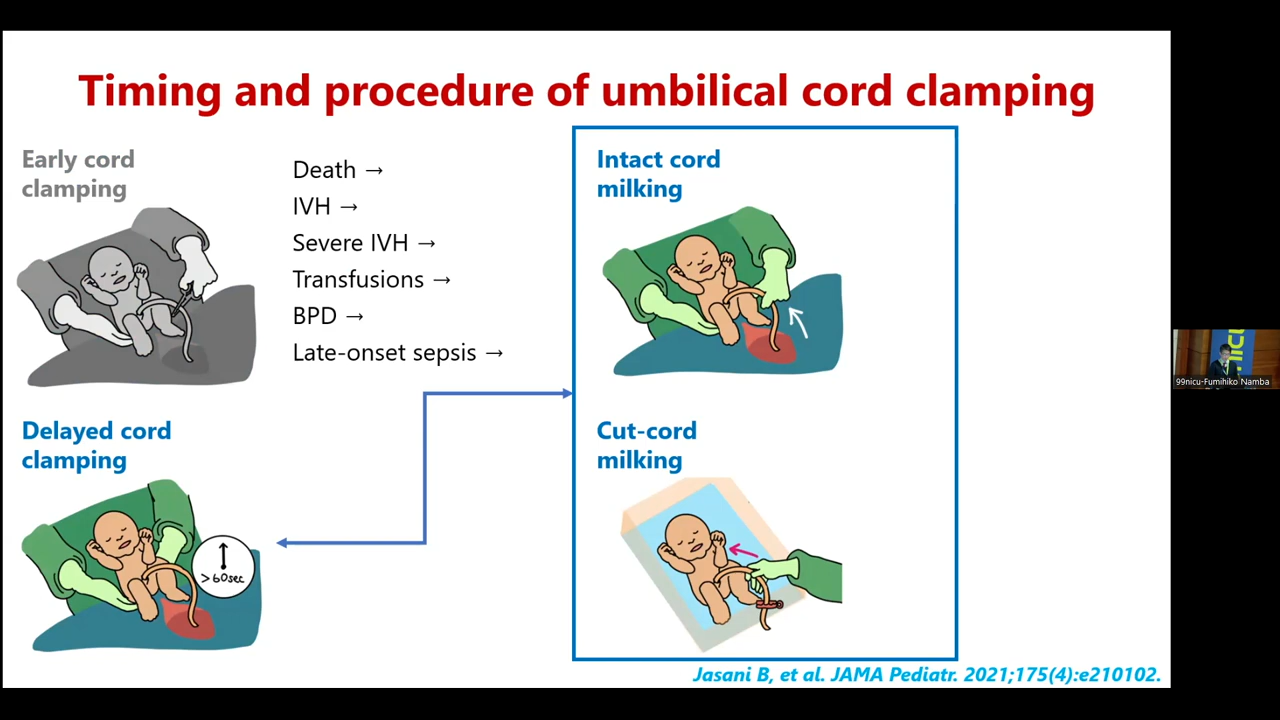 Timing and procedure of umbilical cord clamping
Early cord
clamping
Death →
IVH →
Severe IVH →
Transfusions →
BPD →
Late-onset sepsis →
Intact cord
milking
Delayed cord
clamping
>60sec
Cut-cord
milking
Jasani B, et al. JAMA Pediatr. 2021;175(4):e210102.
nicu
99nicu-Fumihiko Namba